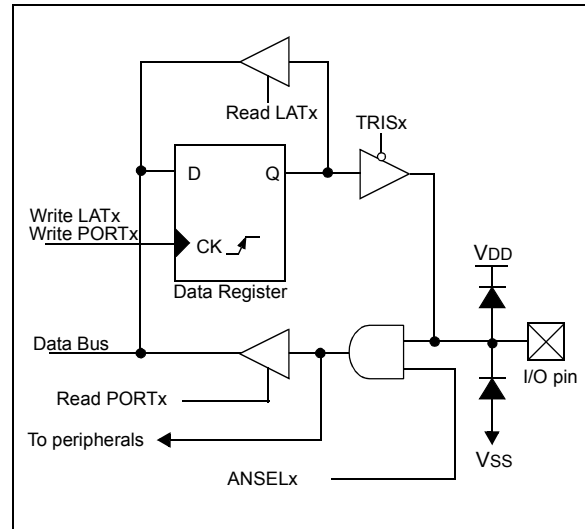 Read LATx
TRISx
D
Q
Write LATx
Write PORTx
CK
Data Register
VDD
Data Bus
I/O pin
Read PORTx
To peripherals
VSS
ANSELx